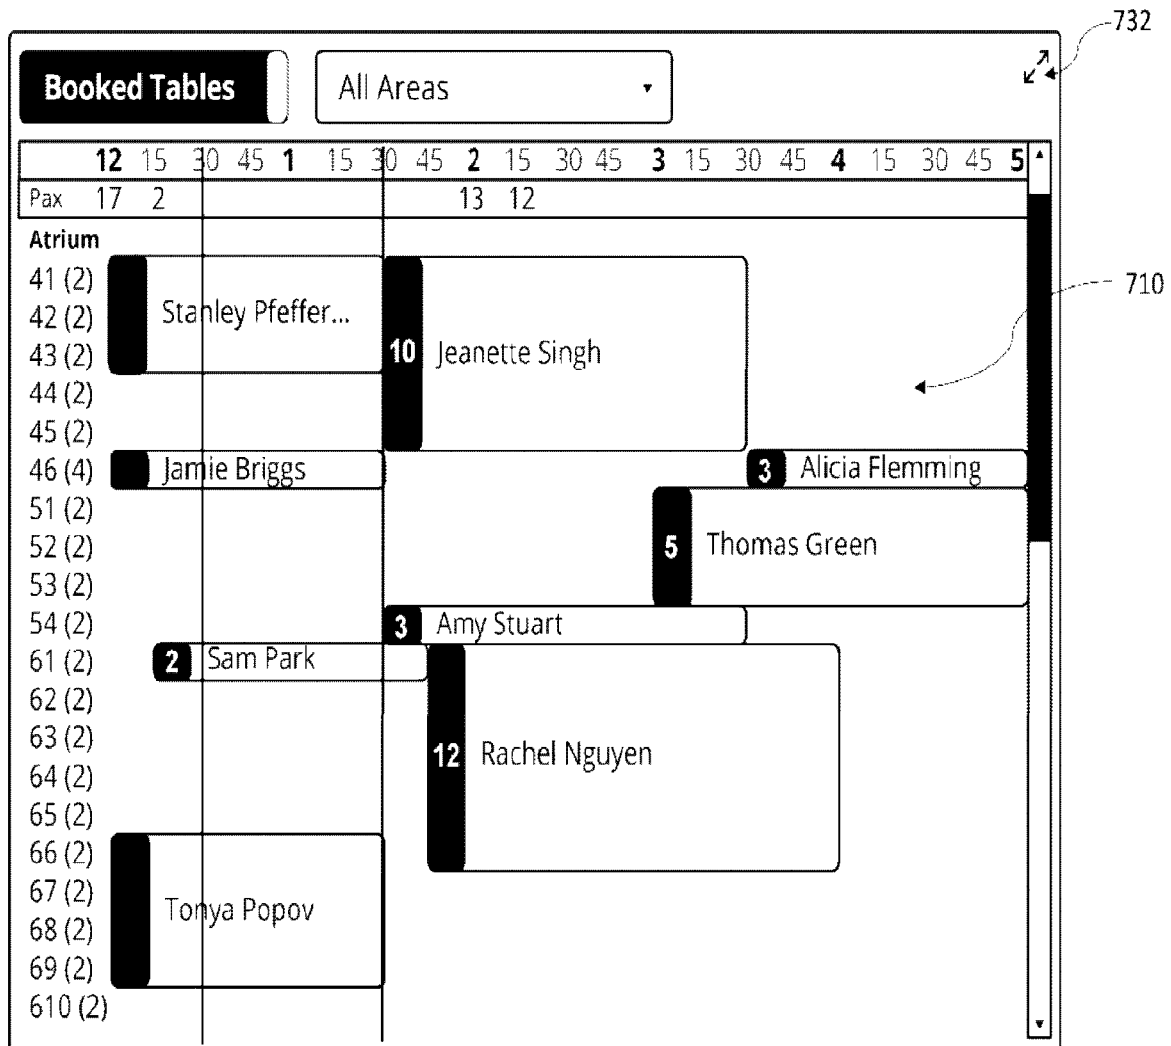 732
Booked Tables All Areas
12 15 30 45 1 15 30 45 2 15 30 45 3 15 30 45 4 15 30 45 5
Pax 17 2 13 12
Atrium
41 (2)
42 (2) Stanley Pfeffer...
710
43 (2) 10 Jeanette Singh
44 (2)
45 (2)
46 (4) Jamie Briggs 3 Alicia Flemming
51 (2)
52 (2) 5 Thomas Green
53 (2)
54 (2) 3 Amy Stuart
61 (2) 2 Sam Park
62 (2)
63 (2) 12 Rachel Nguyen
64 (2)
65 (2)
66 (2)
67 (2) Tonya Popov
68 (2)
69 (2)
610 (2)